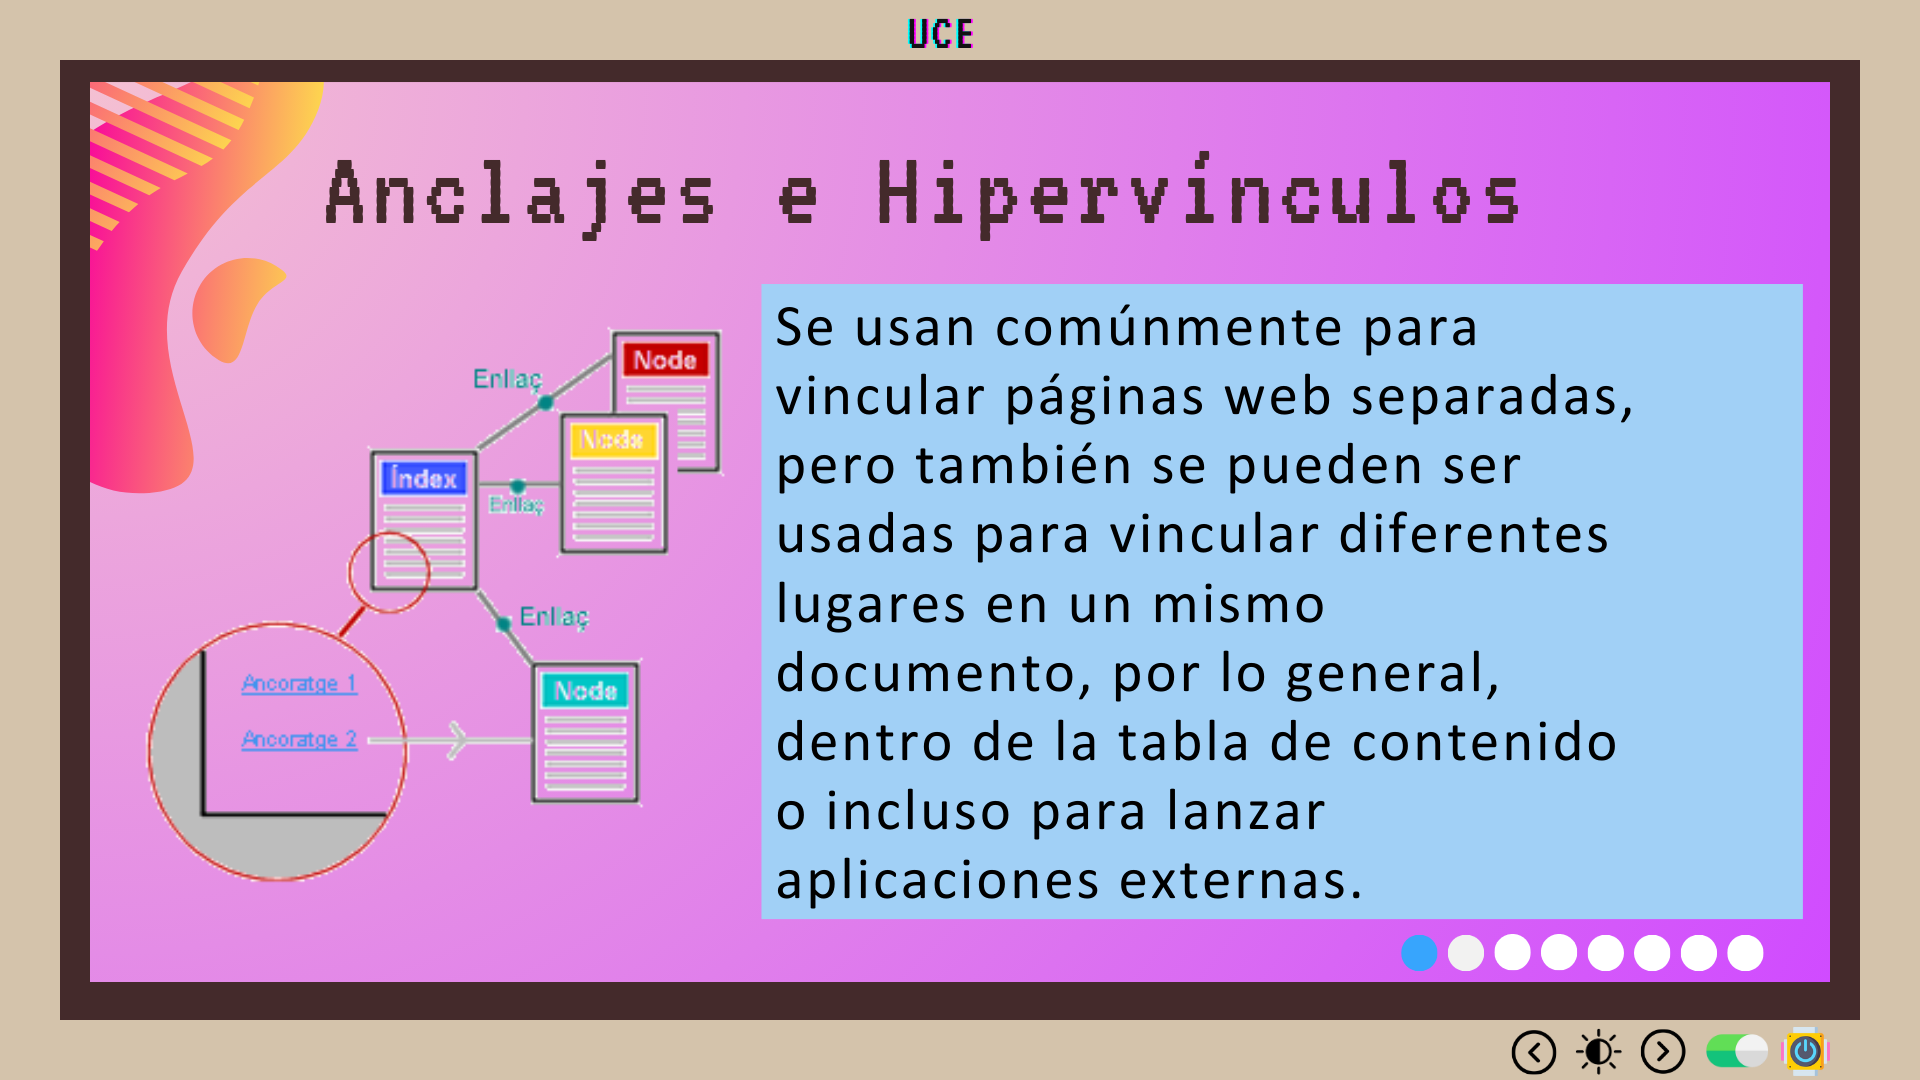 UCE
Anclajes e Hipervínculos
Se usan comúnmente para
vincular páginas web separadas,
pero también se pueden ser
usadas para vincular diferentes
lugares en un mismo
documento, por lo general,
dentro de la tabla de contenido
o incluso para lanzar
aplicaciones externas.
Node
Enllaç
Node
Índex
Enllaç
Enllaç
Node
Ancoratge 1
Ancoratge 2